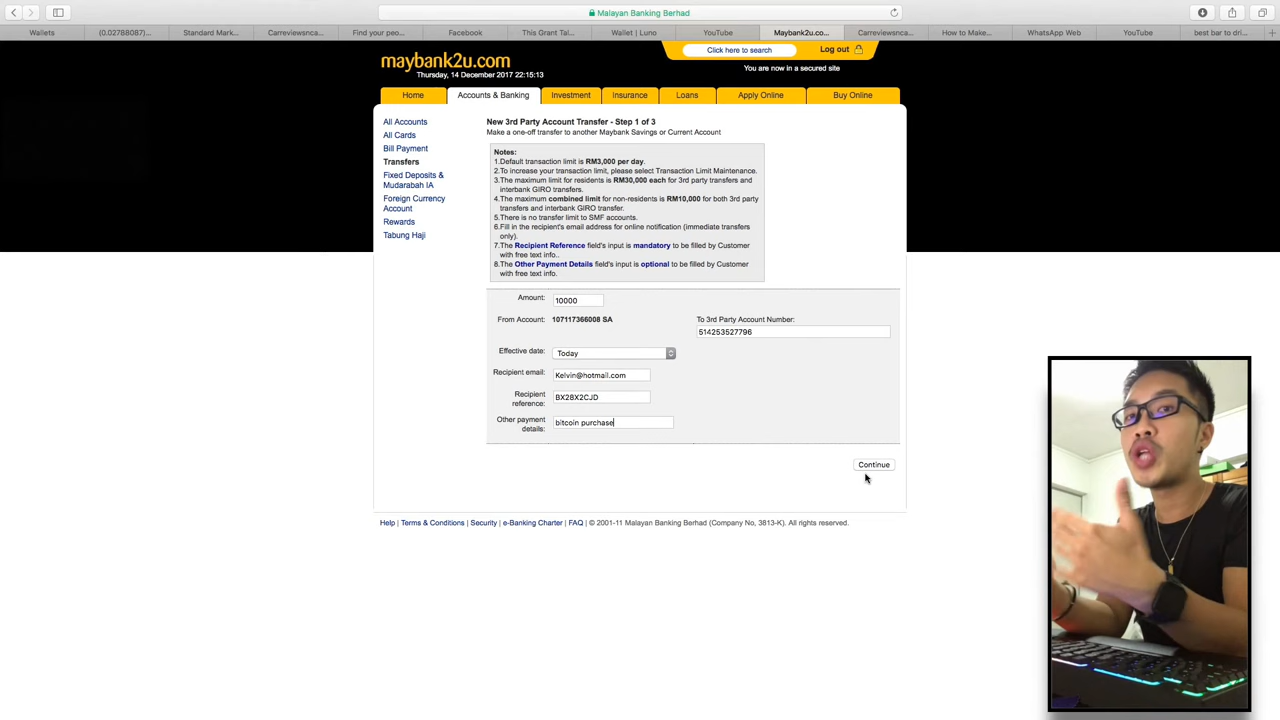 Malayan Banking Berhad
Wallets
(0.02788087)...
Standard Mark...
Carreviewsnca...
Find your peo...
Facebook
This Grant Tal...
Wallet | Luno
YouTube
Maybank2u.co...
Carreviewsnca...
How to Make...
WhatsApp Web
YouTube
best bar to dri...
maybank2u.com
Thursday, 14 December 2017 22:15:13
Click here to search
Log out
You are now in a secured site
Home
Accounts & Banking
Investment
Insurance
Loans
Apply Online
Buy Online
All Accounts
All Cards
Bill Payment
Transfers
Fixed Deposits &
Mudarabah IA
Foreign Currency
Account
Rewards
Tabung Haji
New 3rd Party Account Transfer - Step 1 of 3
Make a one-off transfer to another Maybank Savings or Current Account
Notes:
1.Default transaction limit is RM3,000 per day.
2.To increase your transaction limit, please select Transaction Limit Maintenance.
3.The maximum limit for residents is RM30,000 each for 3rd party transfers and
interbank GIRO transfers.
4.The maximum combined limit for non-residents is RM10,000 for both 3rd party
transfers and interbank GIRO transfer.
5.There is no transfer limit to SMF accounts.
6.Fill in the recipient's email address for online notification (immediate transfers
only).
7.The Recipient Reference field's input is mandatory to be filled by Customer
with free text info..
8.The Other Payment Details field's input is optional to be filled by Customer
with free text info.
Amount: 10000
From Account: 107117366008 SA
To 3rd Party Account Number:
514253527796
Effective date: Today
Recipient email: Kelvin@hotmail.com
Recipient
reference: BX28X2CJD
Other payment
details: bitcoin purchase
Continue
Help | Terms & Conditions | Security | e-Banking Charter | FAQ | © 2001-11 Malayan Banking Berhad (Company No, 3813-K). All rights reserved.